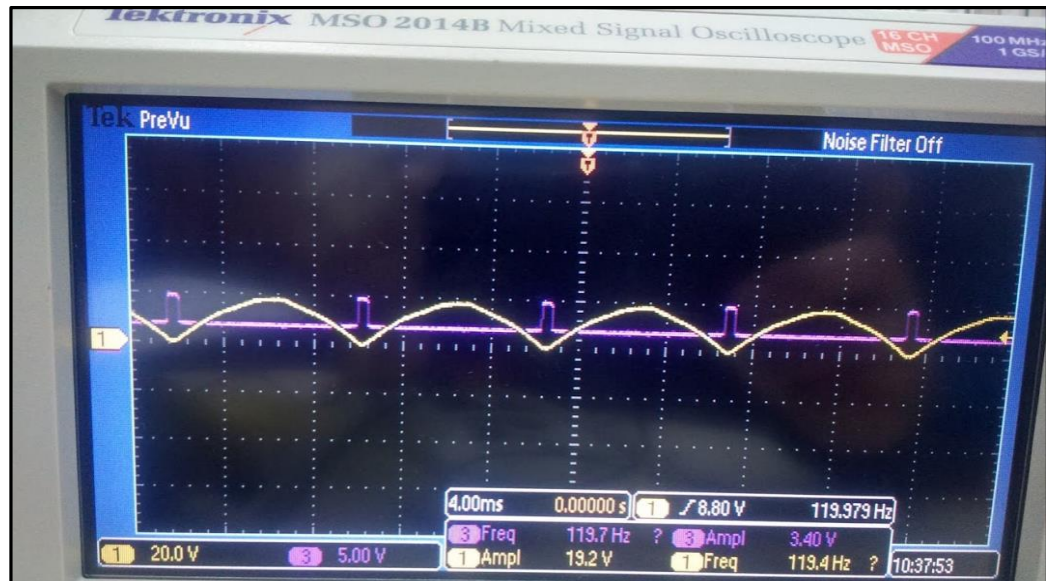 Tektronix MSO 2014B Mixed Signal Oscilloscope 16 CH MSO 100 MHz 1 GS/
Tek PreVu
Noise Filter Off
T
T
1
4.00ms 0.00000 s 1 8.80 V 119.979 Hz
3 Freq 119.7 Hz ? 3 Ampl 3.40 V
1 20.0 V 3 5.00 V 1 Ampl 19.2 V 1 Freq 119.4 Hz ? 10:37:53